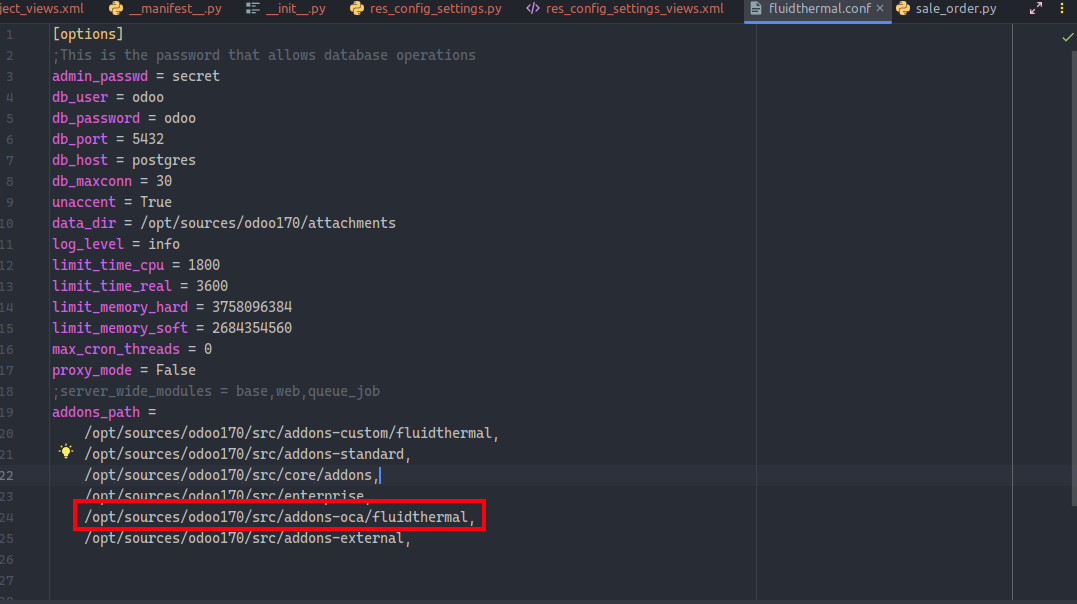 ject_views.xml __manifest__.py __init__.py res_config_settings.py res_config_settings_views.xml fluidthermal.conf sale_order.py
1 [options]
2 ;This is the password that allows database operations
3 admin_passwd = secret
4 db_user = odoo
5 db_password = odoo
6 db_port = 5432
7 db_host = postgres
8 db_maxconn = 30
9 unaccent = True
10 data_dir = /opt/sources/odoo170/attachments
11 log_level = info
12 limit_time_cpu = 1800
13 limit_time_real = 3600
14 limit_memory_hard = 3758096384
15 limit_memory_soft = 2684354560
16 max_cron_threads = 0
17 proxy_mode = False
18 ;server_wide_modules = base,web,queue_job
19 addons_path =
20 /opt/sources/odoo170/src/addons-custom/fluidthermal,
21 /opt/sources/odoo170/src/addons-standard,
22 /opt/sources/odoo170/src/core/addons,
23 /opt/sources/odoo170/src/enterprise,
24 /opt/sources/odoo170/src/addons-oca/fluidthermal,
25 /opt/sources/odoo170/src/addons-external,
26
27